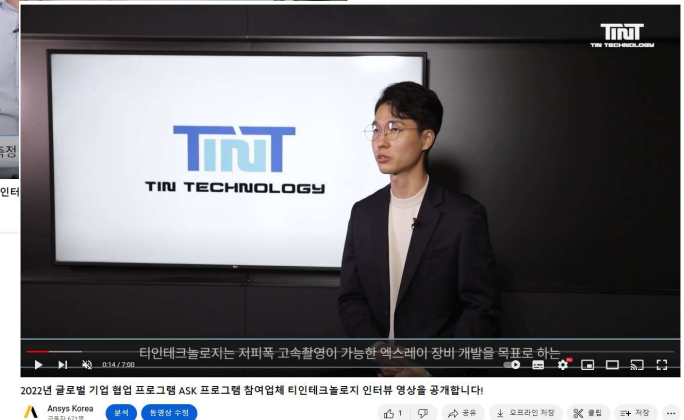 TINT
TIN TECHNOLOGY
TINT
TIN TECHNOLOGY
측정
인터
티인테크놀로지는 저피폭 고속촬영이 가능한 엑스레이 장비 개발을 목표로 하는
0:14 / 7:00
2022년 글로벌 기업 협업 프로그램 ASK 프로그램 참여업체 티인테크놀로지 인터뷰 영상을 공개합니다!
Ansys Korea
분석
동영상 수정
1
공유
오프라인 저장
클립
저장